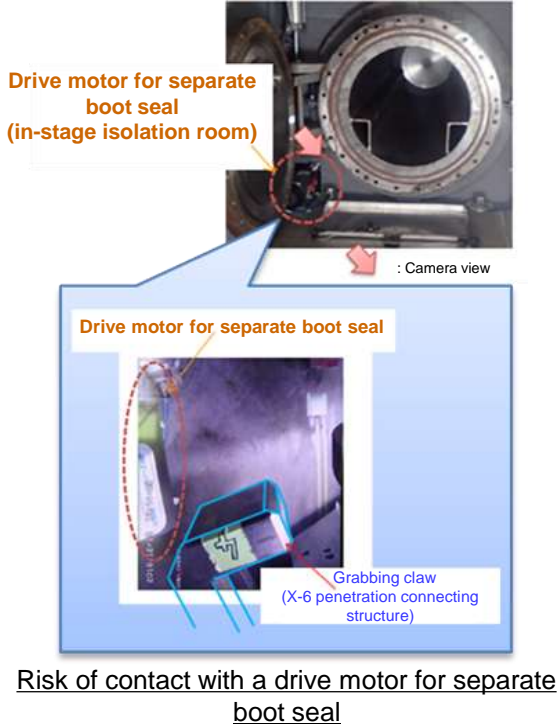 Drive motor for separate
boot seal
(in-stage isolation room)
: Camera view
Drive motor for separate boot seal
Grabbing claw
(X-6 penetration connecting
structure)
Risk of contact with a drive motor for separate
boot seal